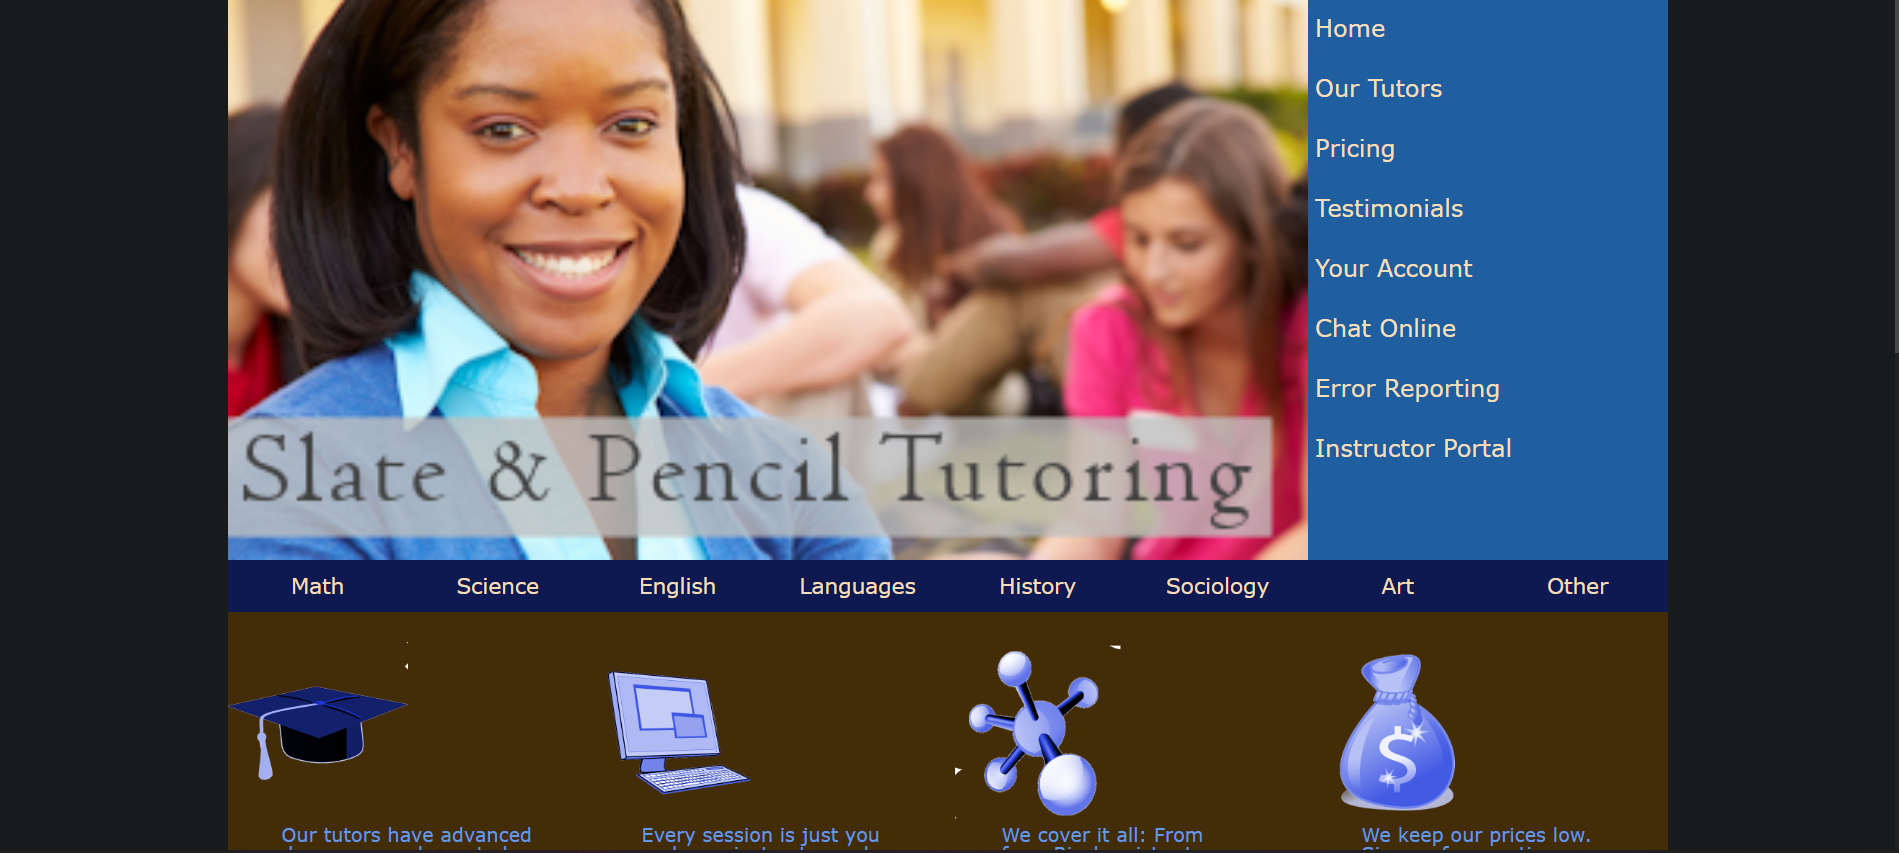 Home
Our Tutors
Pricing
Testimonials
Your Account
Chat Online
Error Reporting
Instructor Portal
Slate & Pencil Tutoring
Math Science English Languages History Sociology Art Other
$
Our tutors have advanced
Every session is just you
We cover it all: From
We keep our prices low.